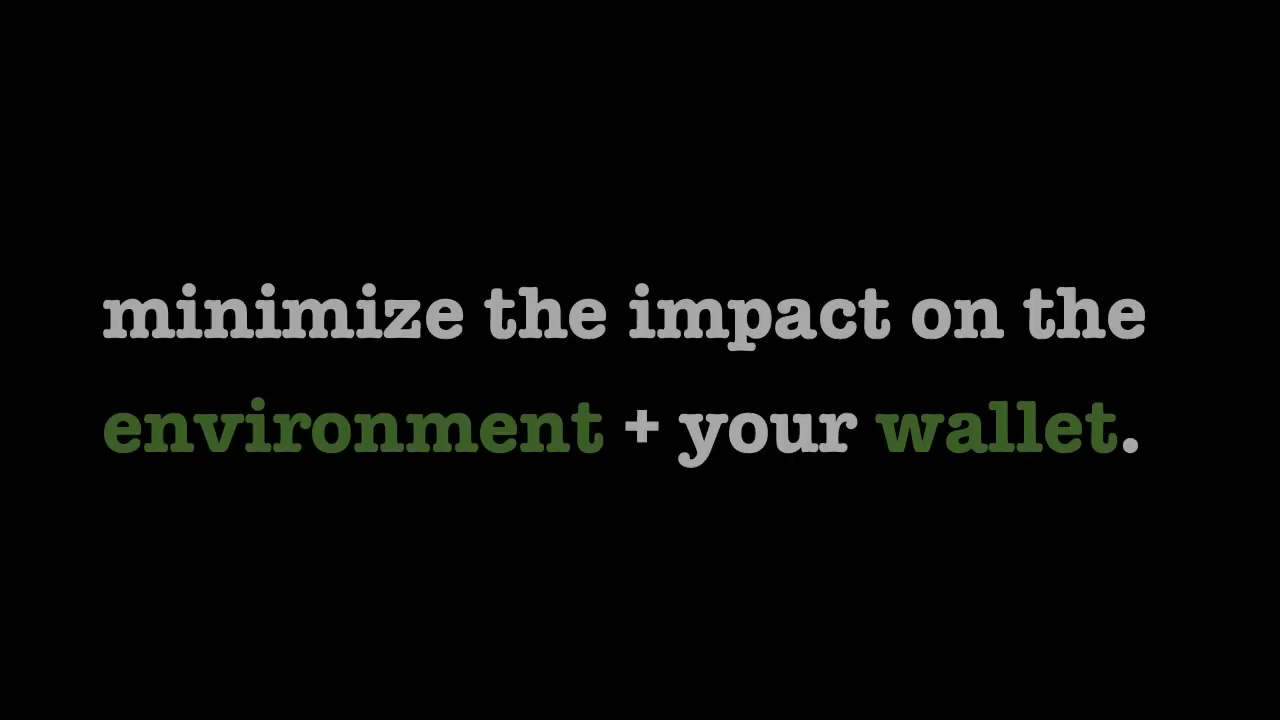 minimize the impact on the
environment + your wallet.